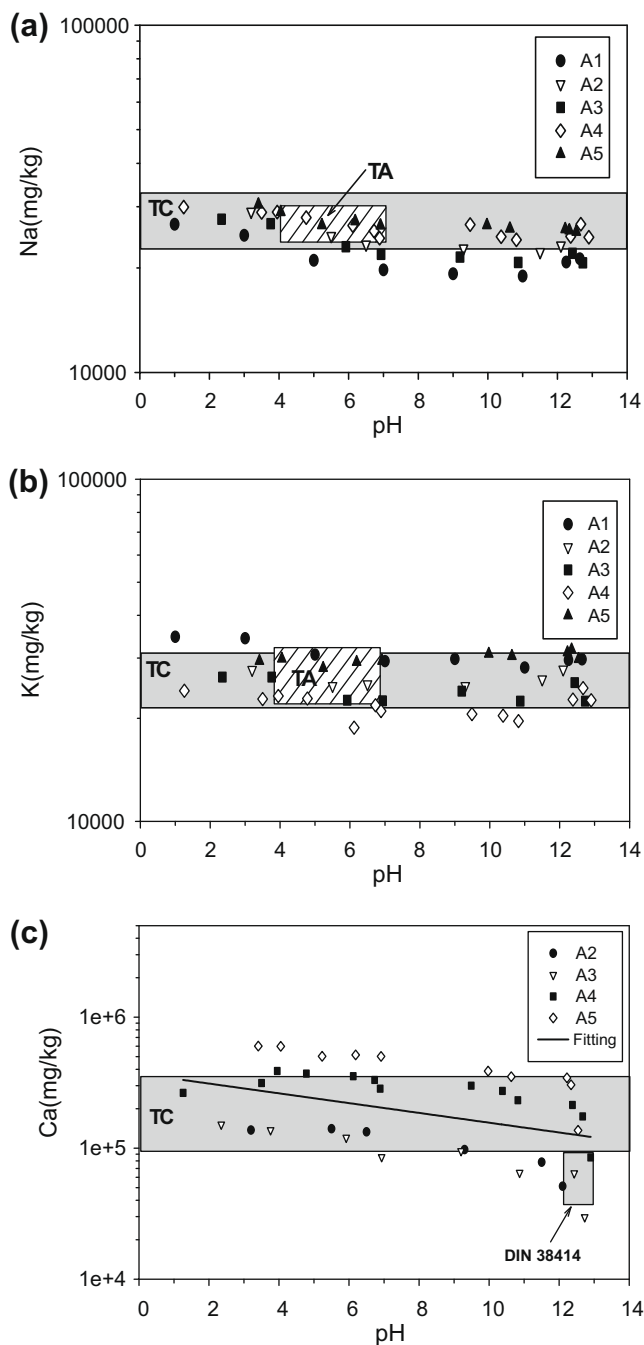 (a)
100000
A1
A2
A3
A4
A5
TA
TC
Na(mg/kg)
10000
0 2 4 6 8 10 12 14
pH
(b)
100000
A1
A2
A3
A4
A5
TC
TA
K(mg/kg)
10000
0 2 4 6 8 10 12 14
pH
(c)
A2
A3
A4
A5
Fitting
1e+6
Ca(mg/kg)
TC
1e+5
DIN 38414
1e+4
0 2 4 6 8 10 12 14
pH